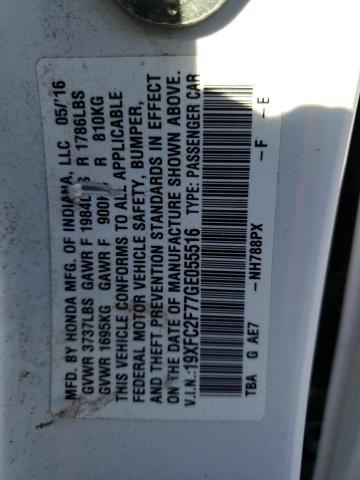 MFD. BY HONDA MFG. OF INDIANA, LLC 05/16
GVWR 3737LBS GAWR F 1984LBS R 1786LBS
GVWR 1695KG GAWR F 900KG R 810KG
THIS VEHICLE CONFORMS TO ALL APPLICABLE
FEDERAL MOTOR VEHICLE SAFETY, BUMPER,
AND THEFT PREVENTION STANDARDS IN EFFECT
ON THE DATE OF MANUFACTURE SHOWN ABOVE.
V.I.N.:19XFC2F77GE055516 TYPE: PASSENGER CAR
TBA G AE7 -NH788PX -F -E